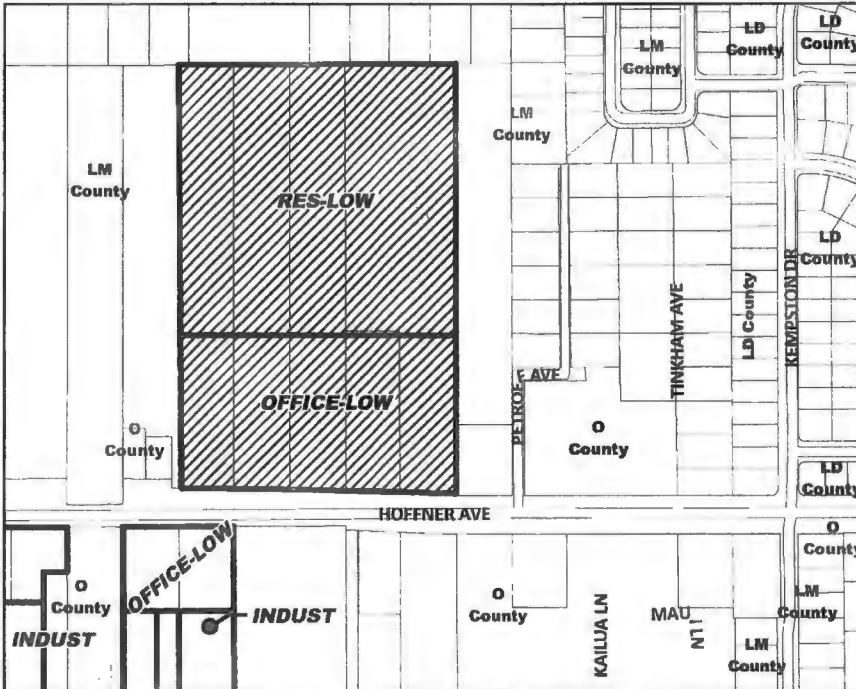 LD
County
LD
County
LM
County
LM
County
LM
County
RES-LOW
LD
County
KEMPSTON DR
LD County
TINKHAM AVE
E AVE
PETROFF
OFFICE-LOW
O
County
O
County
LD
County
HOFFNER AVE
O
County
OFFICE-LOW
O
County
INDUST
INDUST
O
County
KAILUA LN
MAU
I LN
LM
County
LM
County